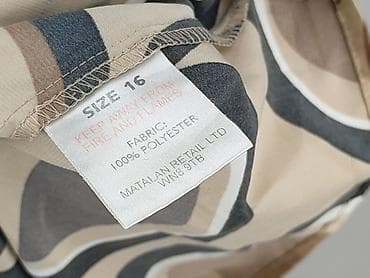 SIZE 16
KEEP AWAY FROM
FIRE AND FLAMES
FABRIC:
100% POLYESTER
MATALAN RETAIL LTD
WN8 9TB